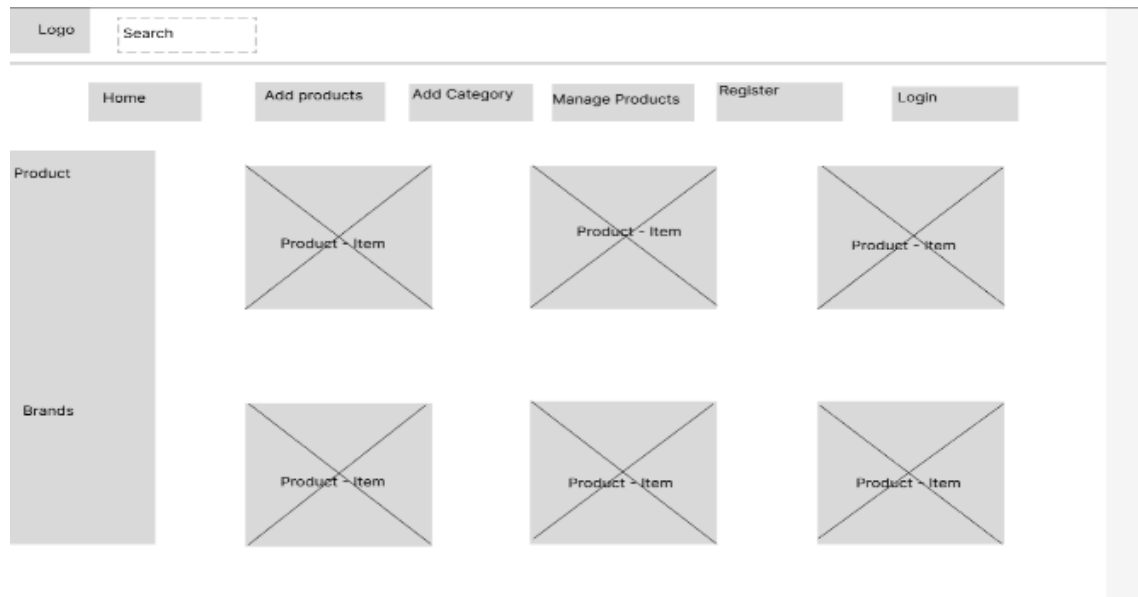 Logo
Search
Home
Add products
Add Category
Manage Products
Register
Login
Product
Product - Item
Product - Item
Product - Item
Brands
Product - Item
Product - Item
Product - Item